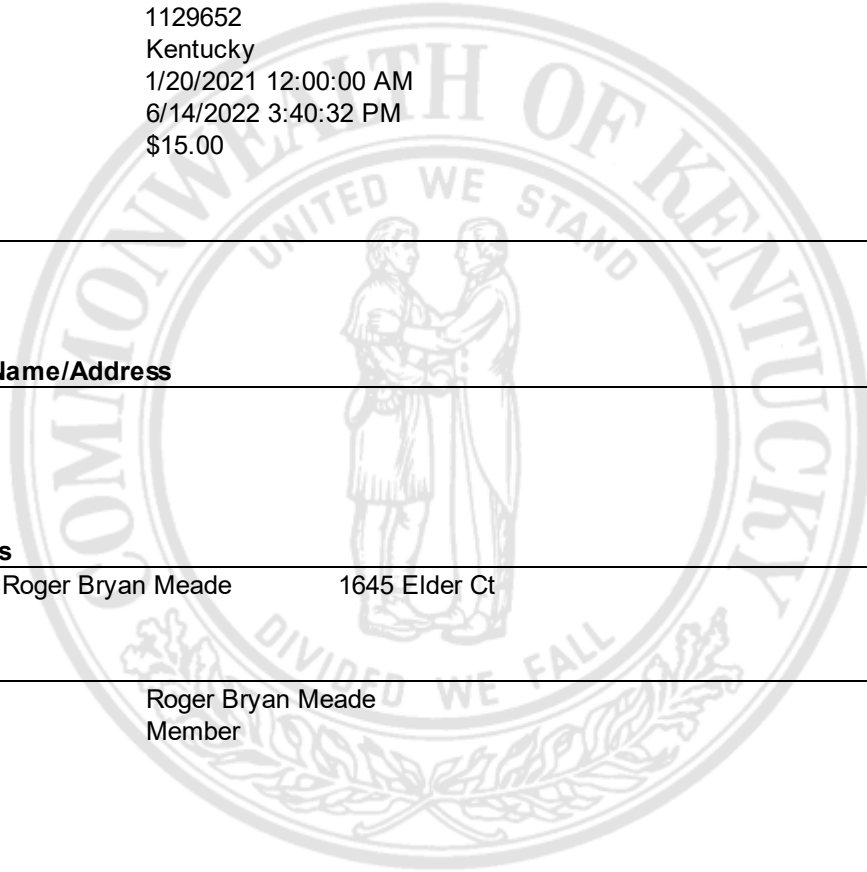 1129652
Kentucky
1/20/2021 12:00:00 AM
6/14/2022 3:40:32 PM
$15.00
COMMONWEALTH OF KENTUCKY
UNITED WE STAND
Name/Address
s
Roger Bryan Meade 1645 Elder Ct
DIVIDED WE FALL
Roger Bryan Meade
Member